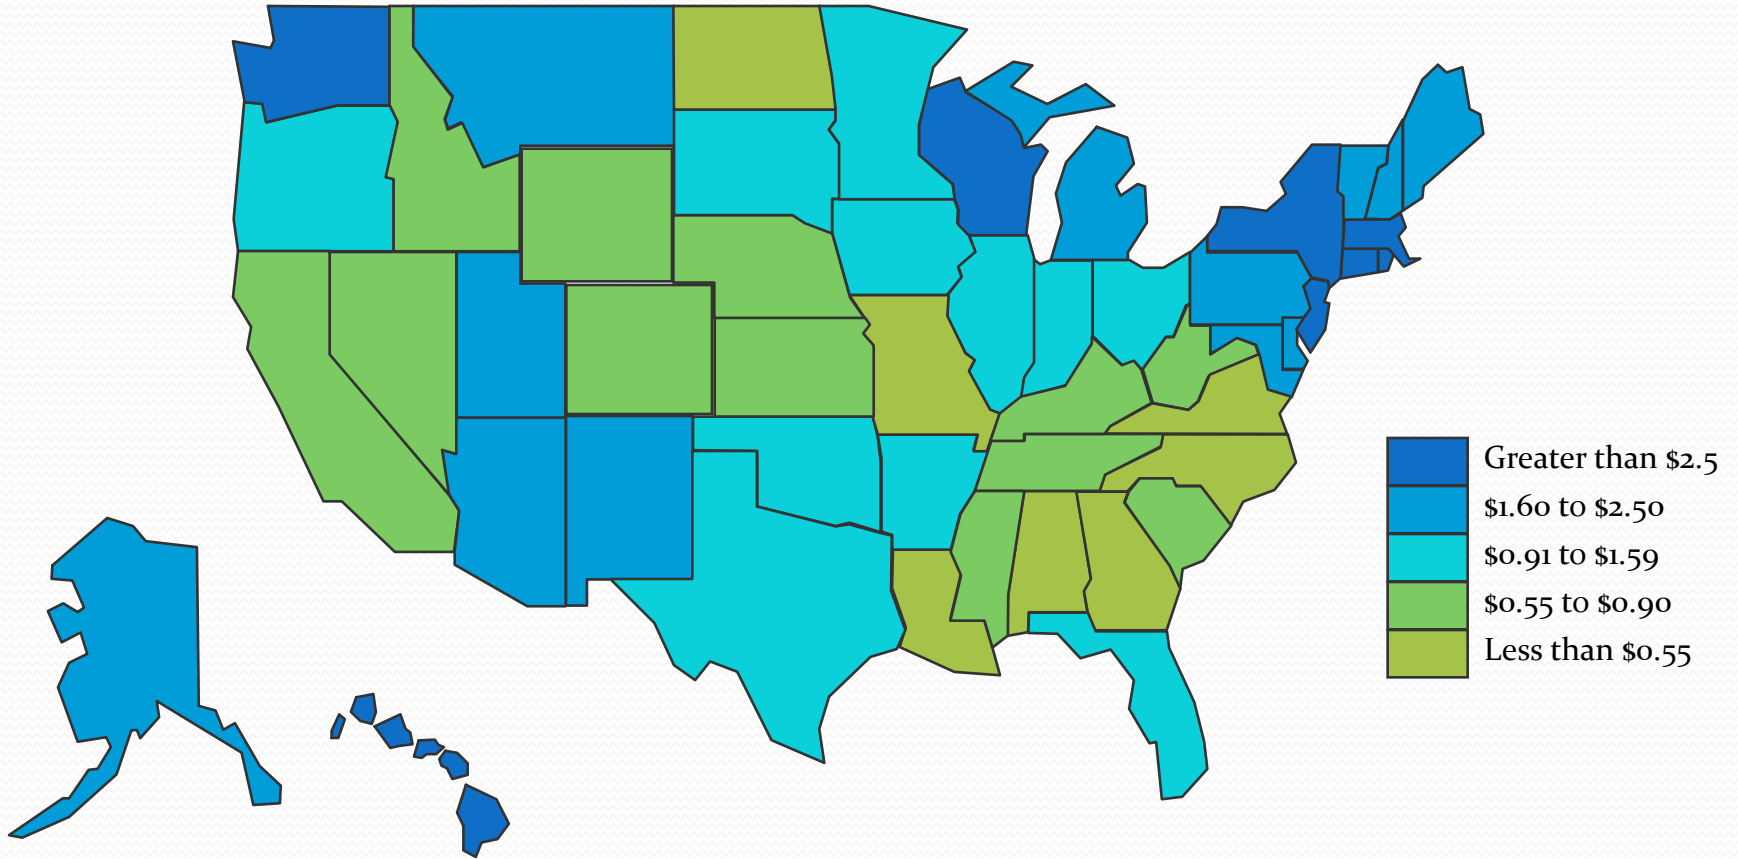 Greater than $2.5
$1.60 to $2.50
$0.91 to $1.59
$0.55 to $0.90
Less than $0.55